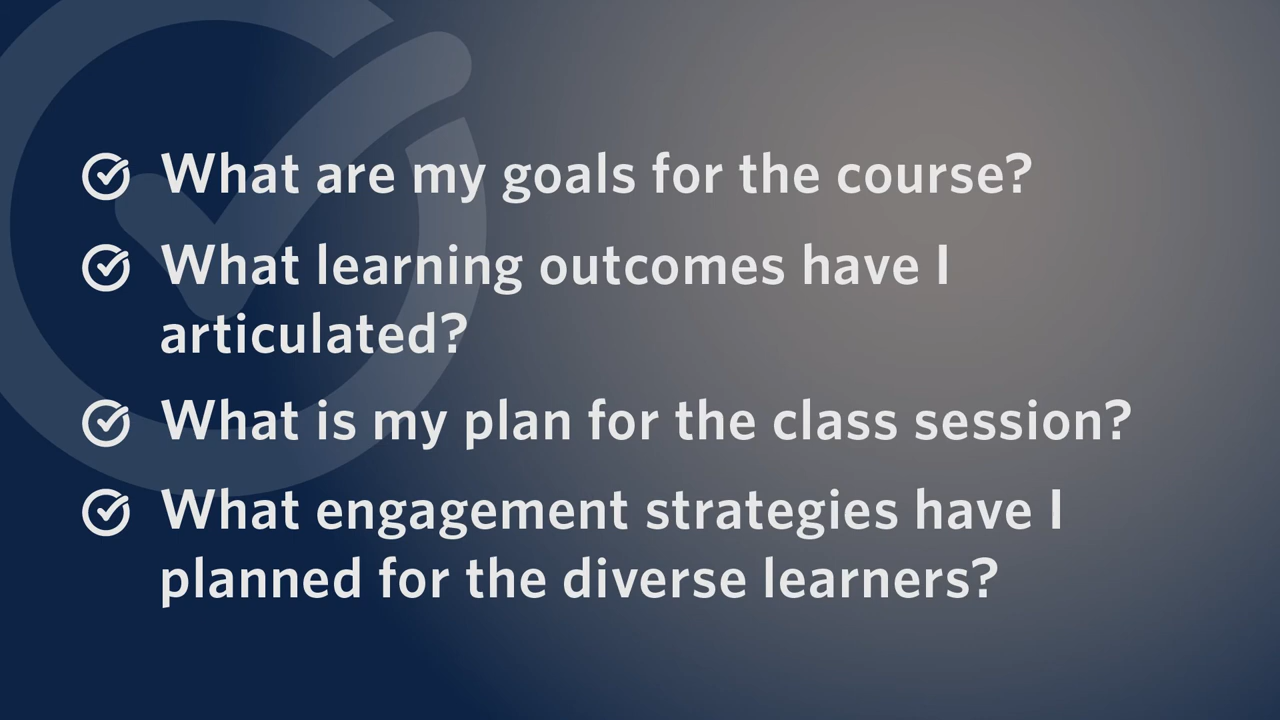 What are my goals for the course?
What learning outcomes have I
articulated?
What is my plan for the class session?
What engagement strategies have I
planned for the diverse learners?